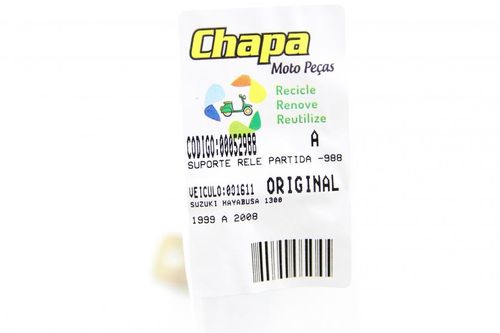 Chapa
Moto Peças
Recicle
Renove
Reutilize
CODIGO:00052988 A
SUPORTE RELE PARTIDA -988
VEICULO:001611 ORIGINAL
SUZUKI HAYABUSA 1300
1999 A 2008